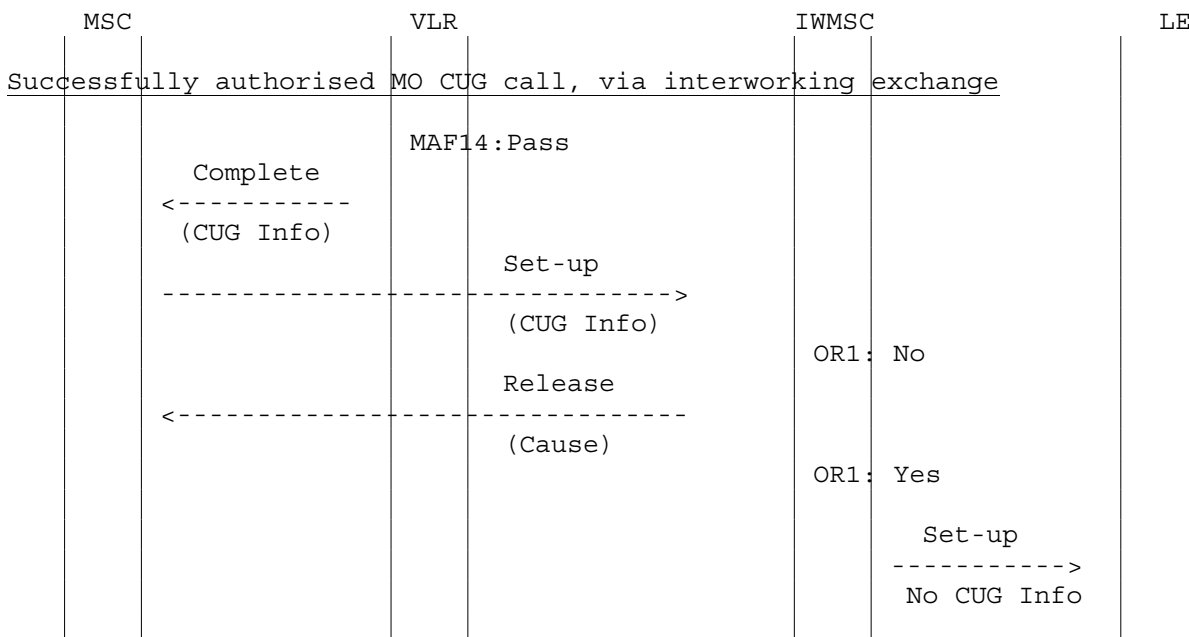 MSC VLR IWMSC LE
Successfully authorised MO CUG call, via interworking exchange
MAF14:Pass
Complete
<-----------
(CUG Info)
Set-up
-------------------------------->
(CUG Info)
OR1: No
Release
<--------------------------------
(Cause)
OR1: Yes
Set-up
----------->
No CUG Info